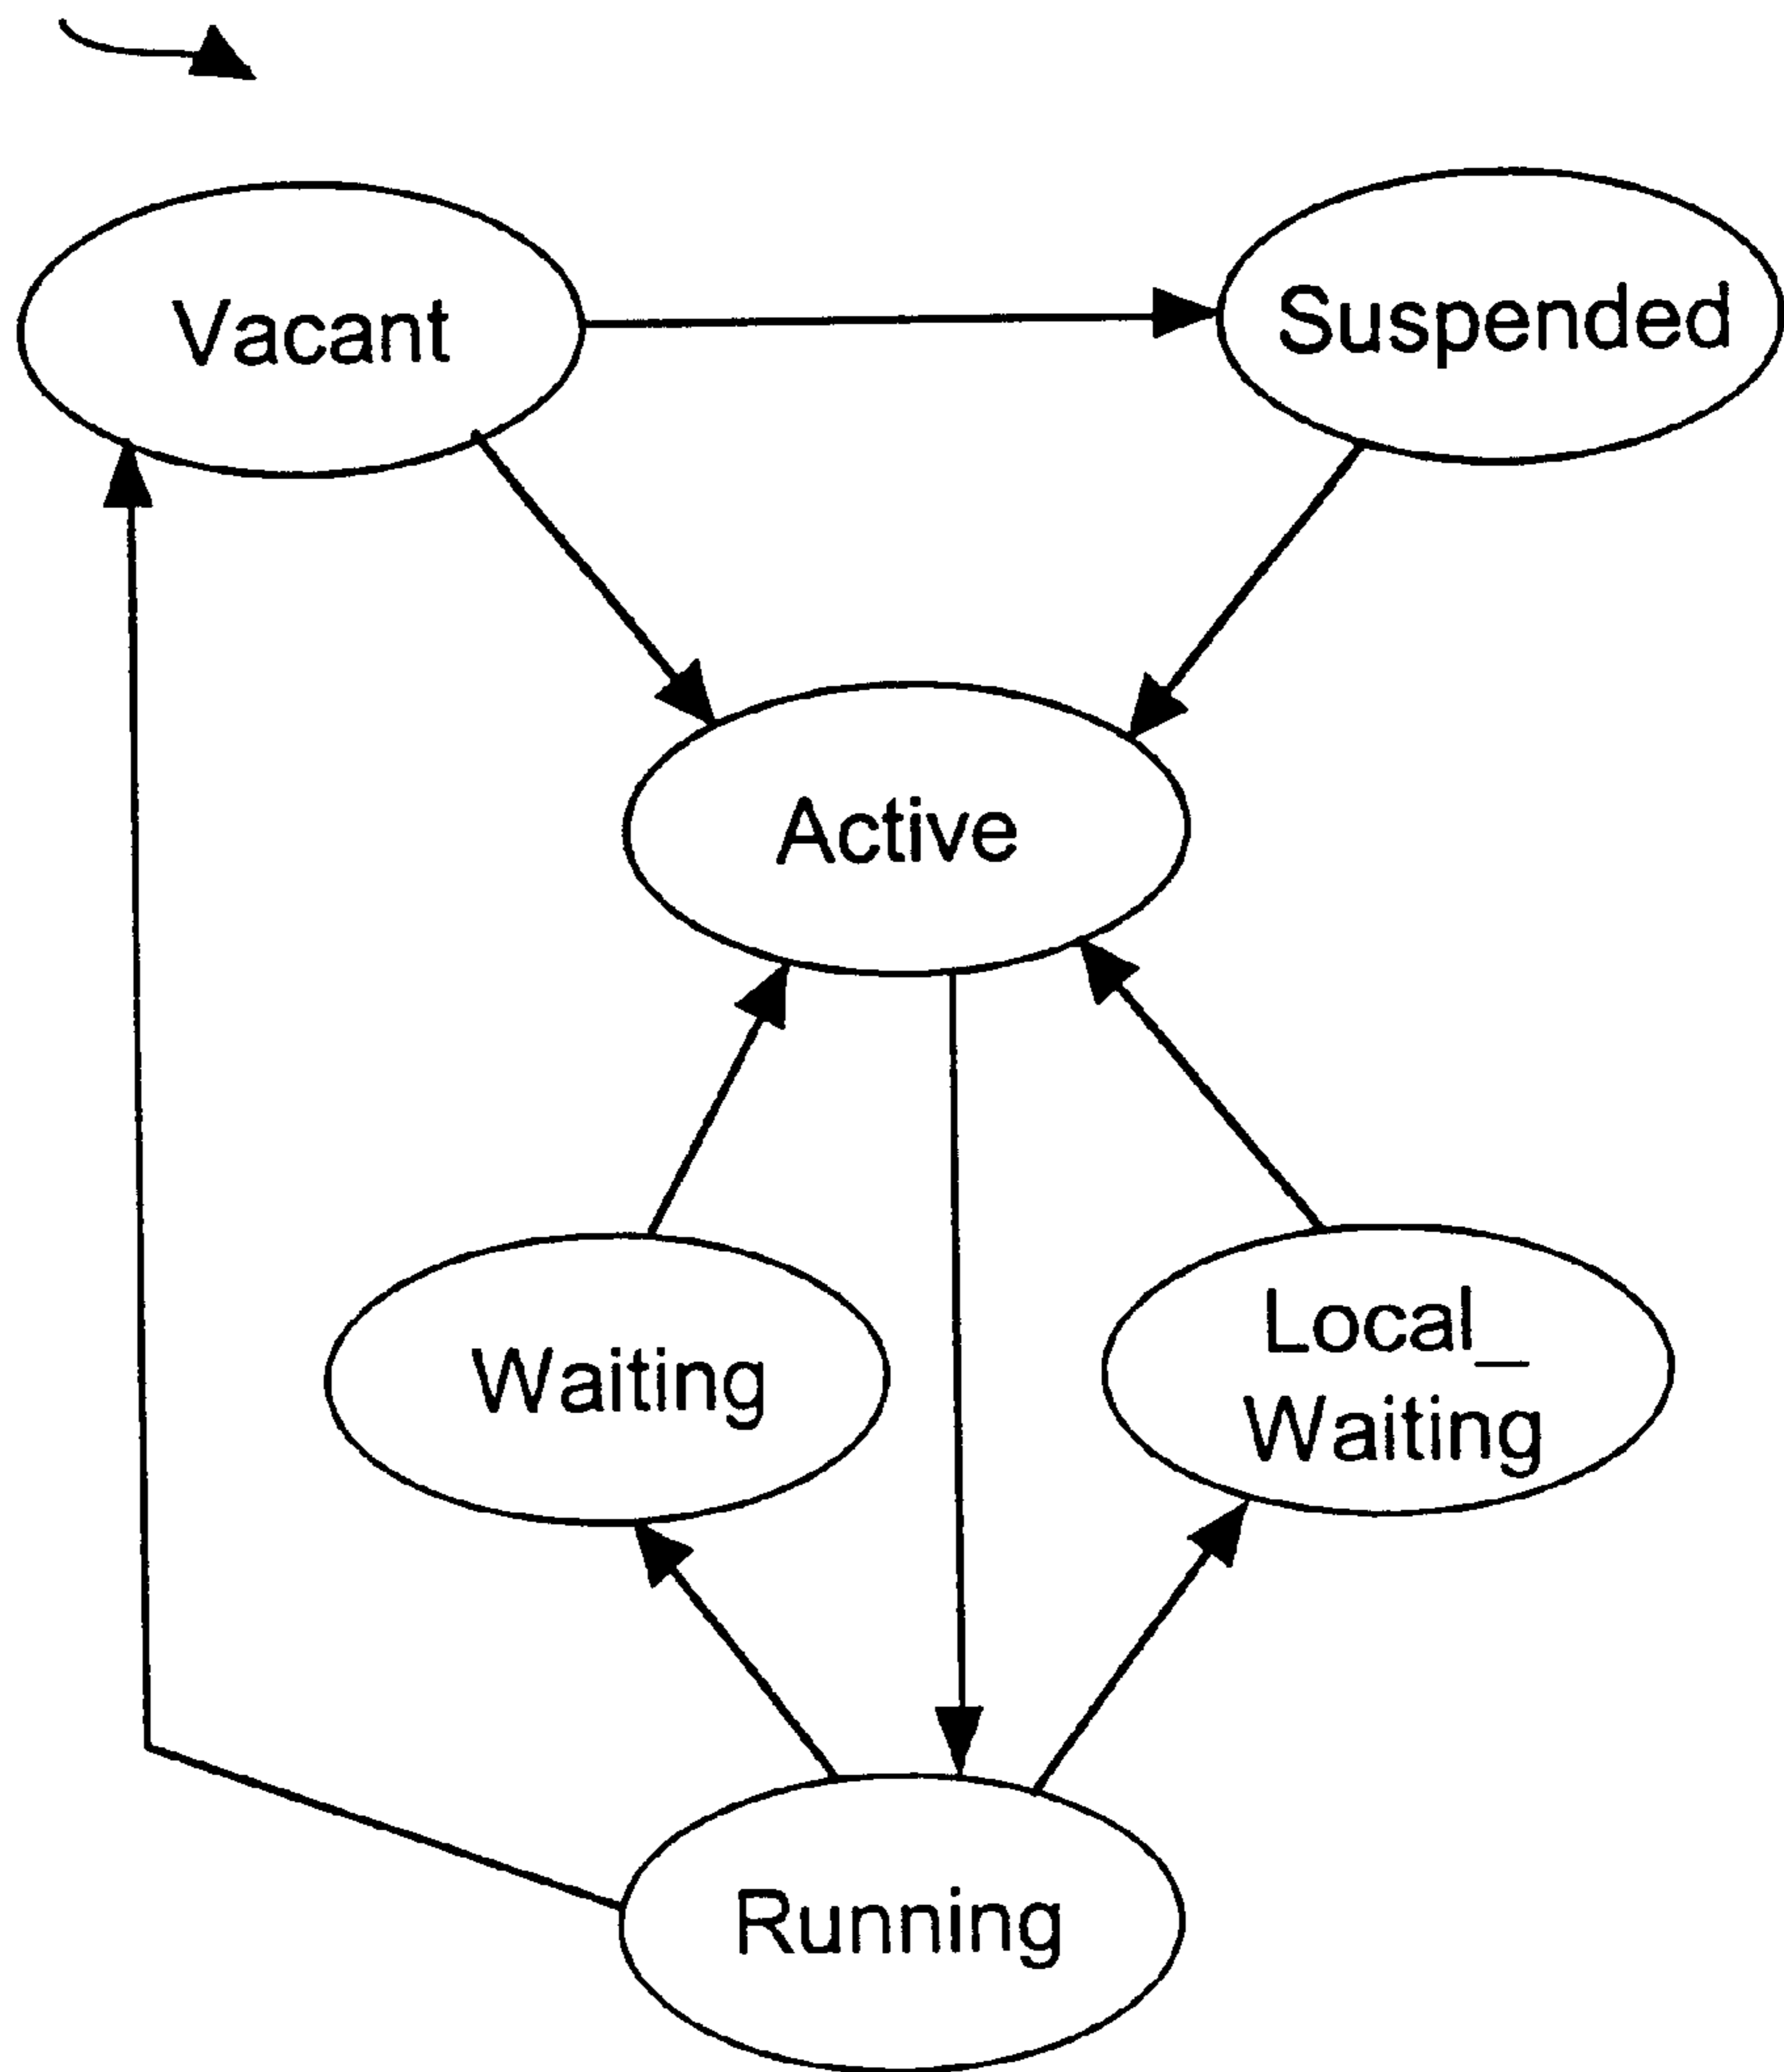 Vacant
Suspended
Active
Waiting
Local_
Waiting
Running